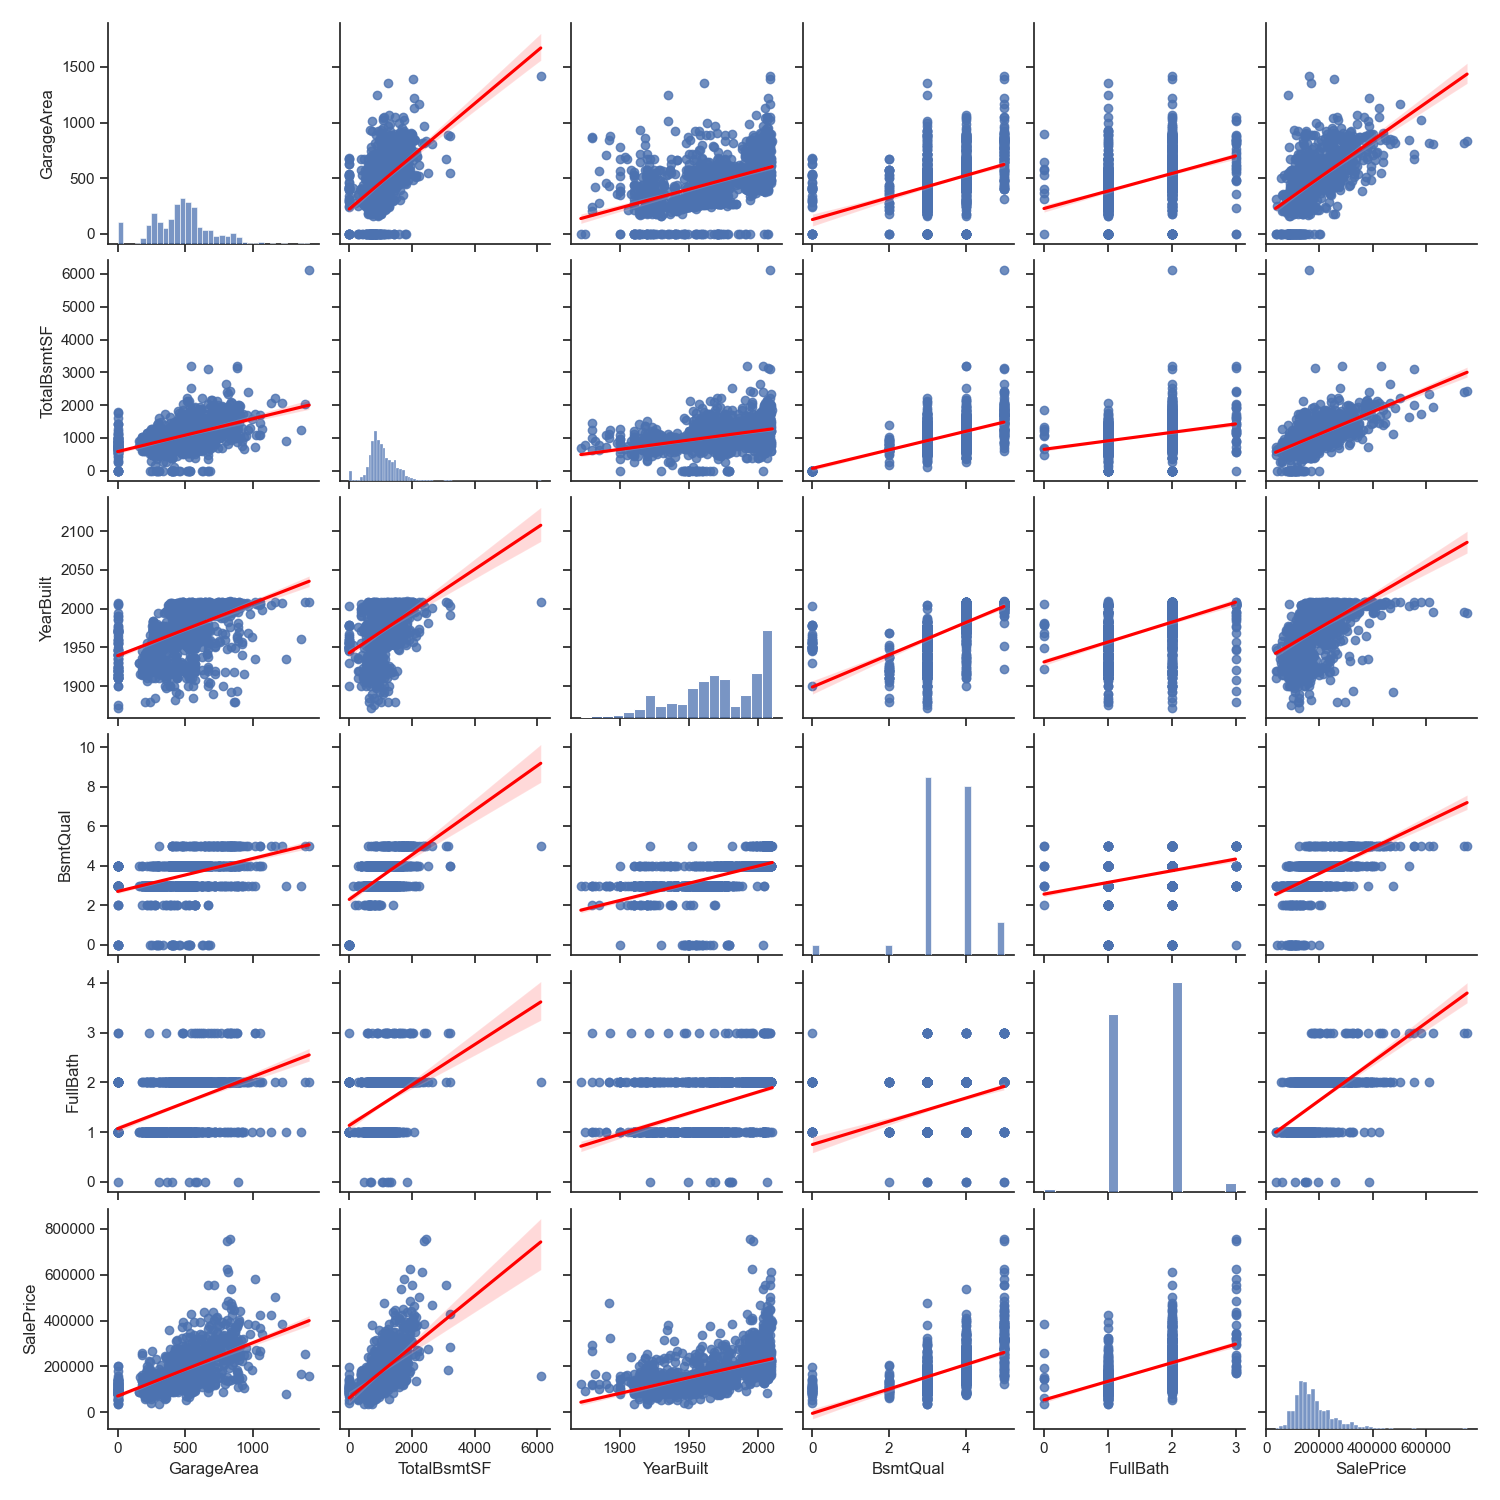 1500
1000
500
0
GarageArea
6000
5000
4000
3000
2000
1000
0
TotalBsmtSF
2100
2050
2000
1950
1900
YearBuilt
10
8
6
4
2
0
BsmtQual
4
3
2
1
0
FullBath
800000
600000
400000
200000
0
SalePrice
0 500 1000
0 2000 4000 6000
1900 1950 2000
0 2 4
0 1 2 3
0 200000 400000 600000
GarageArea TotalBsmtSF YearBuilt BsmtQual FullBath SalePrice